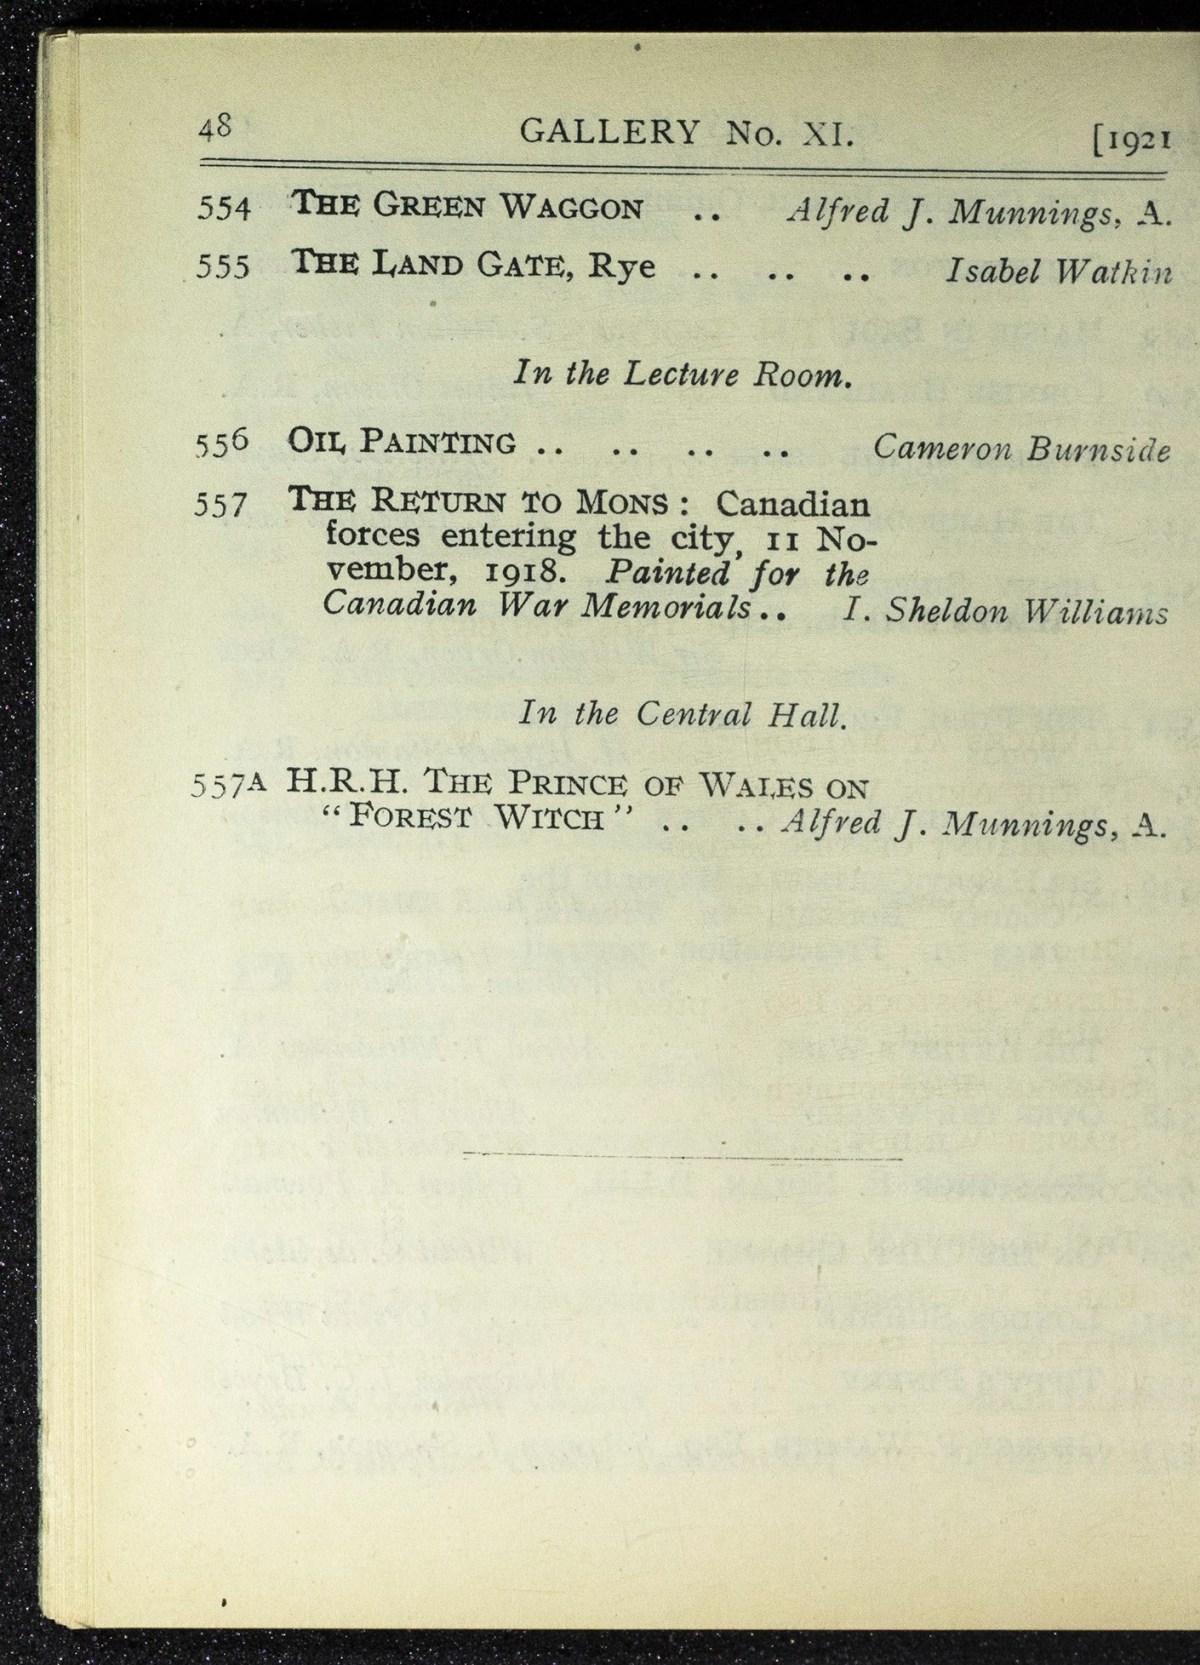 48 GALLERY No. XI. [1921
554 THE GREEN WAGGON .. Alfred J. Munnings, A.
555 THE LAND GATE, Rye .. .. .. Isabel Watkin
In the Lecture Room.
556 OIL PAINTING .. .. .. .. Cameron Burnside
557 THE RETURN TO MONS : Canadian
forces entering the city, 11 No-
vember, 1918. Painted for the
Canadian War Memorials .. I. Sheldon Williams
In the Central Hall.
557A H.R.H. THE PRINCE OF WALES ON
"FOREST WITCH" .. .. Alfred J. Munnings, A.